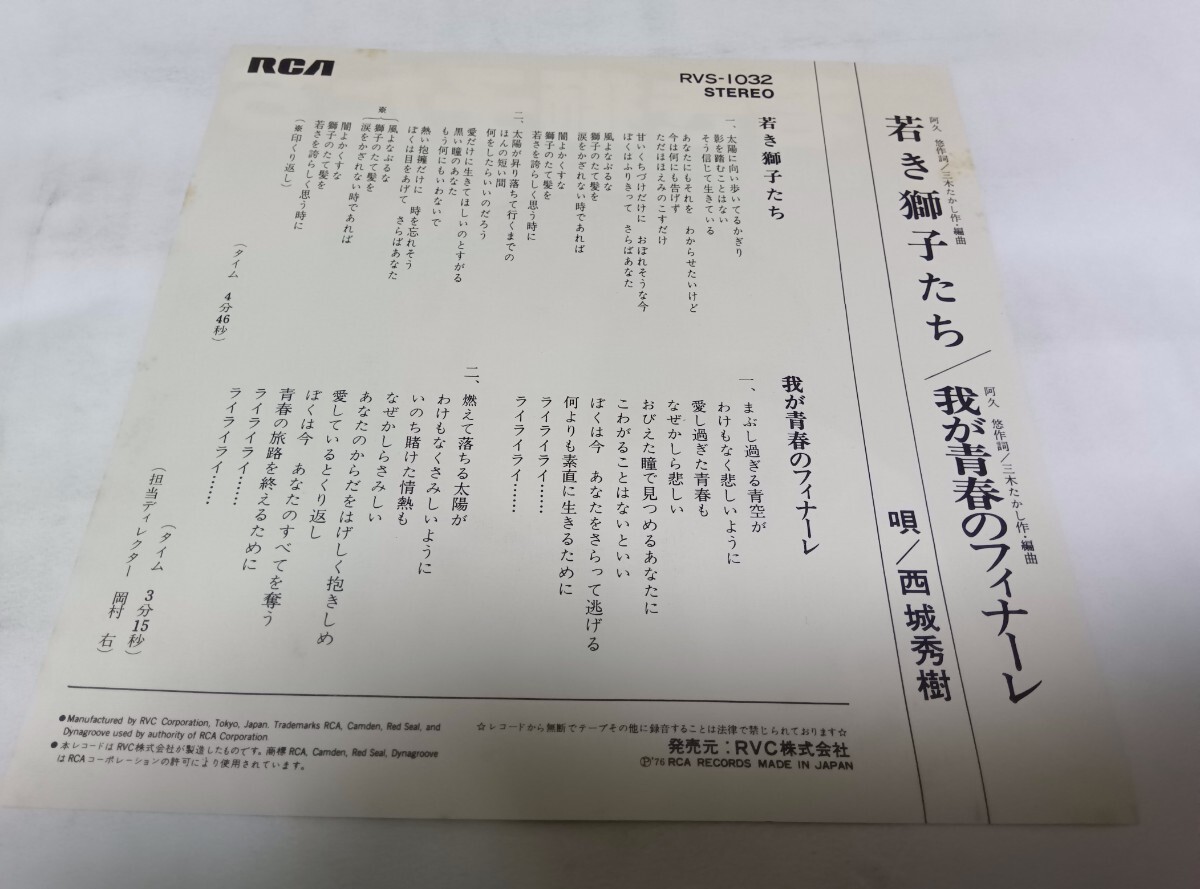 RCA
RVS-1032
STEREO
阿久 悠作詞/三木たかし作・編曲
若き獅子たち/
阿久 悠作詞/三木たかし作・編曲
我が青春のフィナーレ
唄/西城秀樹
若き獅子たち
一、太陽に向い歩いてるかぎり
影を踏むことはない
そう信じて生きている
あなたにもそれを わからせたいけど
今は何にも告げず
ただほほえみのこすだけ
甘いくちづけだけに おぼれそうな今
ぼくはふりきって さらばあなた
風よなぶるな
獅子のたて髪を
涙をかざれない時であれば
闇よかくすな
獅子のたて髪を
若さを誇らしく思う時に
二、太陽が昇り落ちて行くまでの
ほんの短い間
何をしたらいいのだろう
愛だけに生きてほしいのとすがる
黒い瞳のあなた
もう何にもいわないで
熱い抱擁だけに 時を忘れそう
ぼくは目をあげて さらばあなた
※風よなぶるな
獅子のたて髪を
涙をかざれない時であれば
闇よかくすな
獅子のたて髪を
若さを誇らしく思う時に
(※印くり返し)
(タイム 4分46秒)
我が青春のフィナーレ
一、まぶし過ぎる青空が
わけもなく悲しいように
愛し過ぎた青春も
なぜかしら悲しい
おびえた瞳で見つめるあなたに
こわがることはないといい
ぼくは今 あなたをさらって逃げる
何よりも素直に生きるために
ライライライ……
ライライライ……
二、燃えて落ちる太陽が
わけもなくさみしいように
いのち賭けた情熱も
なぜかしらさみしい
あなたのからだをはげしく抱きしめ
愛しているとくり返し
ぼくは今 あなたのすべてを奪う
青春の旅路を終えるために
ライライライ……
ライライライ……
(タイム 3分15秒)
(担当ディレクター 岡村 右)
●Manufactured by RVC Corporation, Tokyo, Japan. Trademarks RCA, Camden, Red Seal, and
Dynagroove used by authority of RCA Corporation.
●本レコードはRVC株式会社が製造したものです。商標RCA, Camden, Red Seal, Dynagroove
はRCAコーポレーションの許可により使用されています。
☆レコードから無断でテープその他に録音することは法律で禁じられております☆
発売元:RVC株式会社
Ⓟ'76 RCA RECORDS MADE IN JAPAN